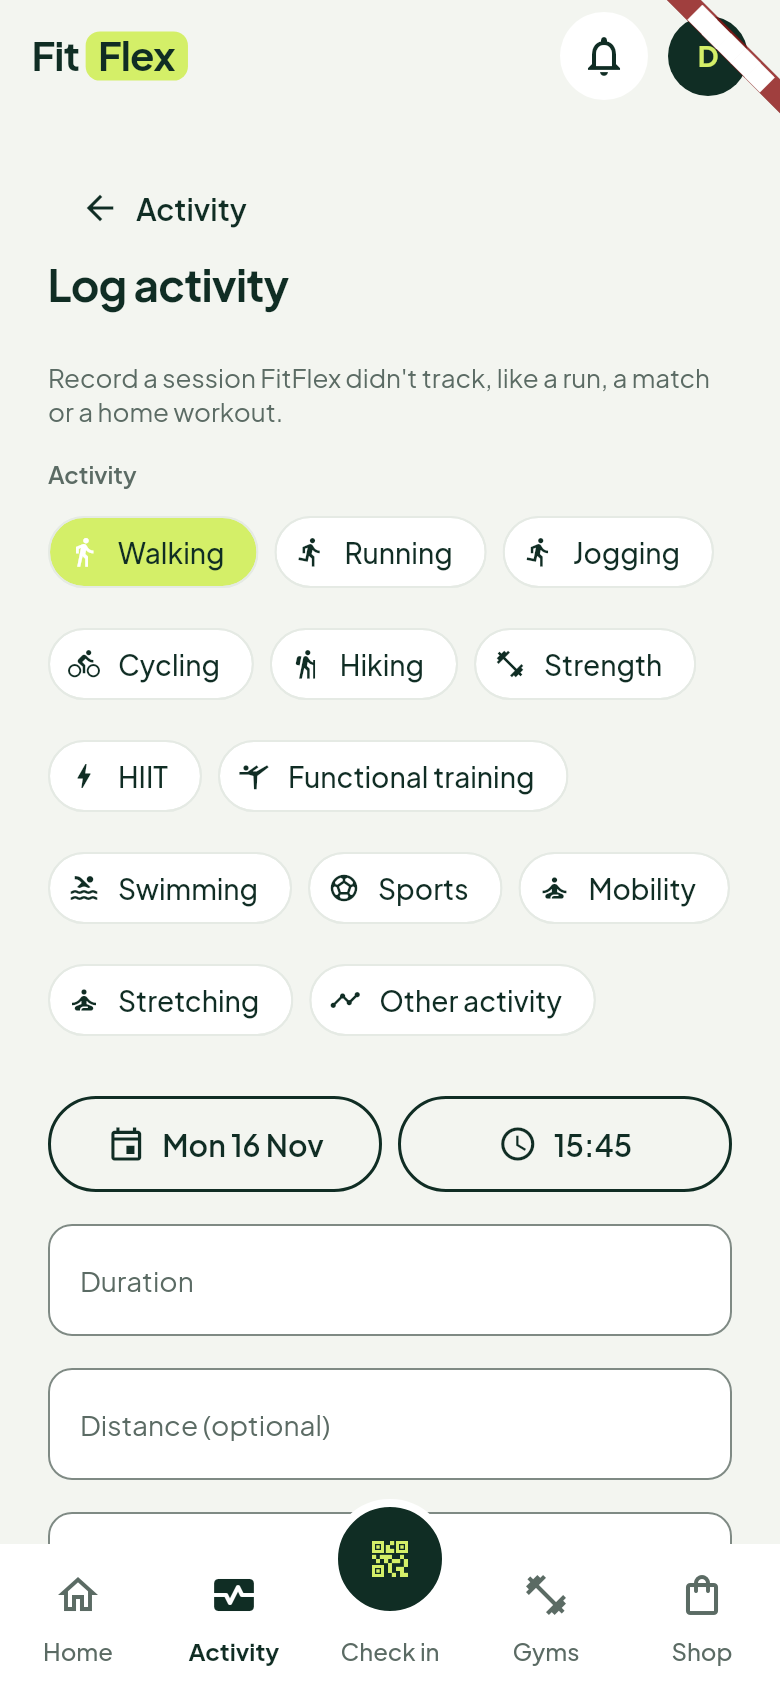 Fit Flex
D
Activity
Log activity
Record a session FitFlex didn't track, like a run, a match
or a home workout.
Activity
Walking Running Jogging
Cycling Hiking Strength
HIIT Functional training
Swimming Sports Mobility
Stretching Other activity
Mon 16 Nov 15:45
Duration
Distance (optional)
Home Activity Check in Gyms Shop